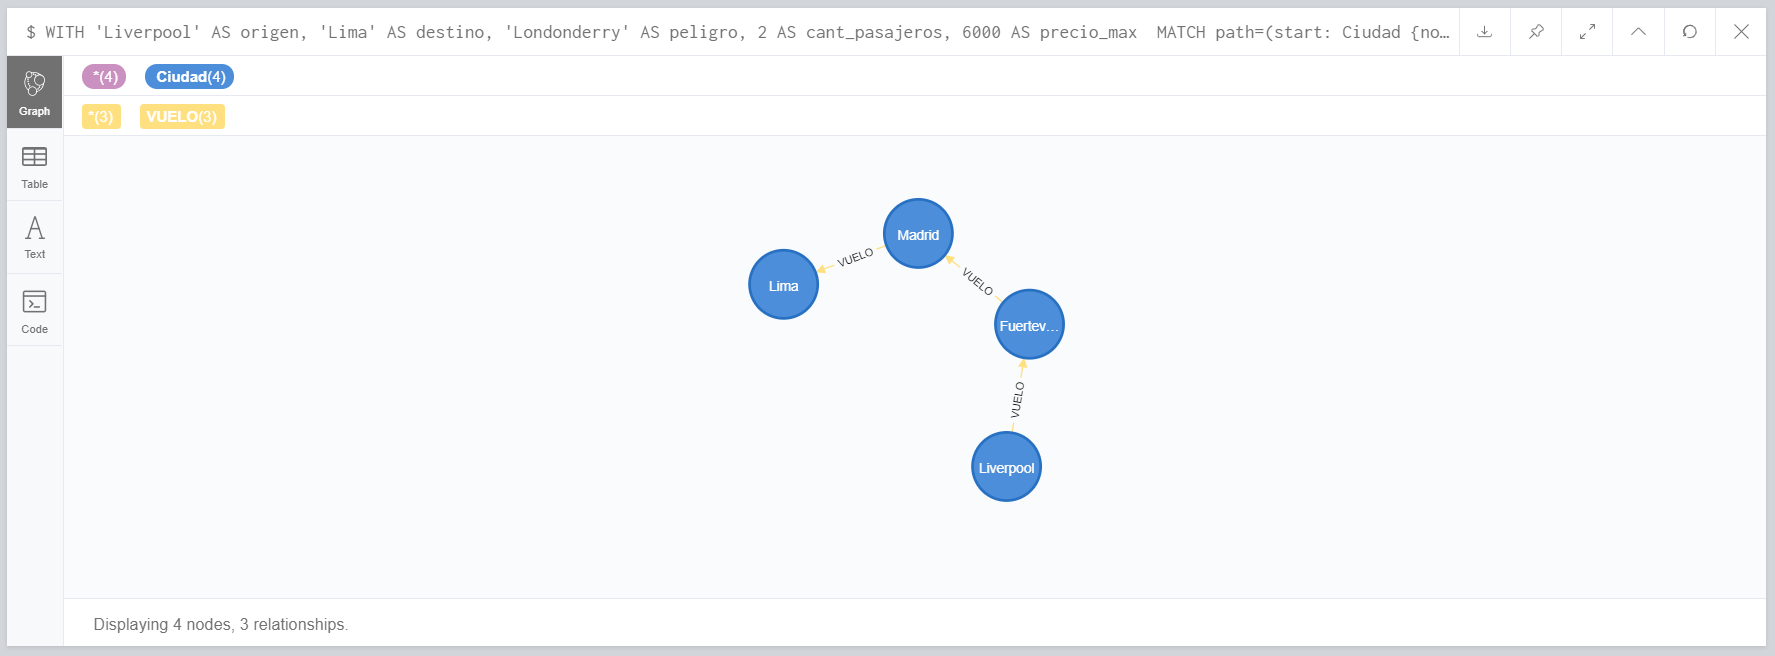 $ WITH 'Liverpool' AS origen, 'Lima' AS destino, 'Londonderry' AS peligro, 2 AS cant_pasajeros, 6000 AS precio_max  MATCH path=(start: Ciudad {no…
*(4) Ciudad(4)
Graph
*(3) VUELO(3)
Table
Text
Code
Madrid
VUELO
Lima
VUELO
Fuertev…
VUELO
Liverpool
Displaying 4 nodes, 3 relationships.